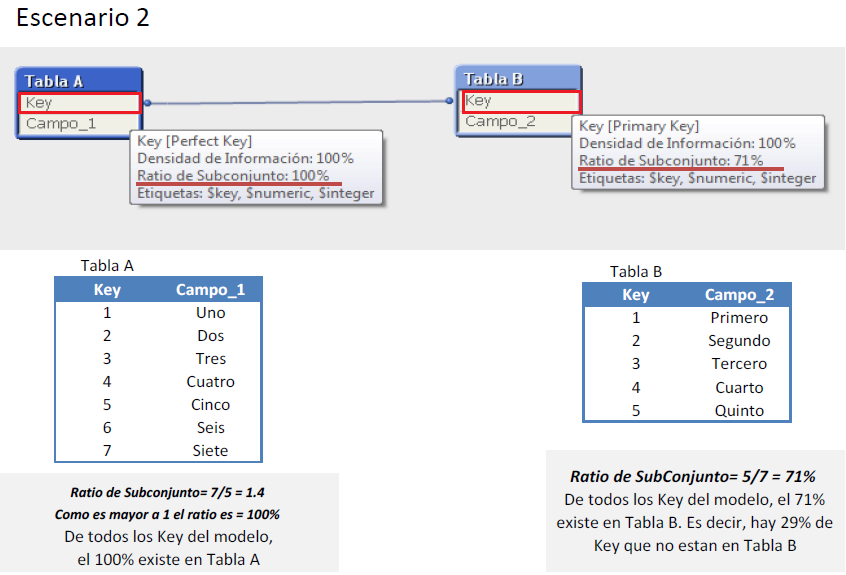 Escenario 2
Tabla A
Key
Campo_1
Key [Perfect Key]
Densidad de Información: 100%
Ratio de Subconjunto: 100%
Etiquetas: $key, $numeric, $integer
Tabla B
Key
Campo_2
Key [Primary Key]
Densidad de Información: 100%
Ratio de Subconjunto: 71%
Etiquetas: $key, $numeric, $integer
Tabla A
Key Campo_1
1 Uno
2 Dos
3 Tres
4 Cuatro
5 Cinco
6 Seis
7 Siete
Ratio de Subconjunto= 7/5 = 1.4
Como es mayor a 1 el ratio es = 100%
De todos los Key del modelo,
el 100% existe en Tabla A
Tabla B
Key Campo_2
1 Primero
2 Segundo
3 Tercero
4 Cuarto
5 Quinto
Ratio de SubConjunto= 5/7 = 71%
De todos los Key del modelo, el 71%
existe en Tabla B. Es decir, hay 29% de
Key que no estan en Tabla B